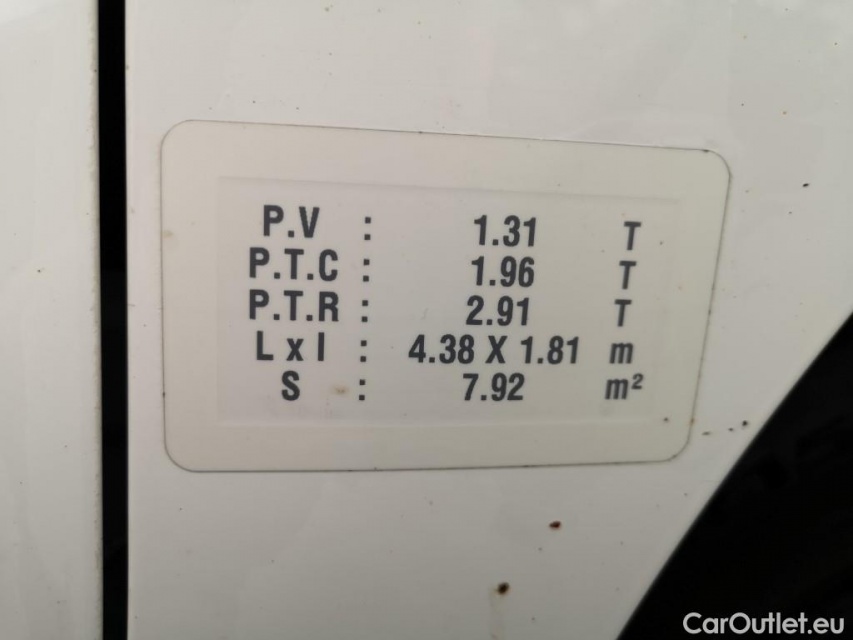 P.V : 1.31 T
P.T.C : 1.96 T
P.T.R : 2.91 T
L x l : 4.38 X 1.81 m
S : 7.92 m²
CarOutlet.eu